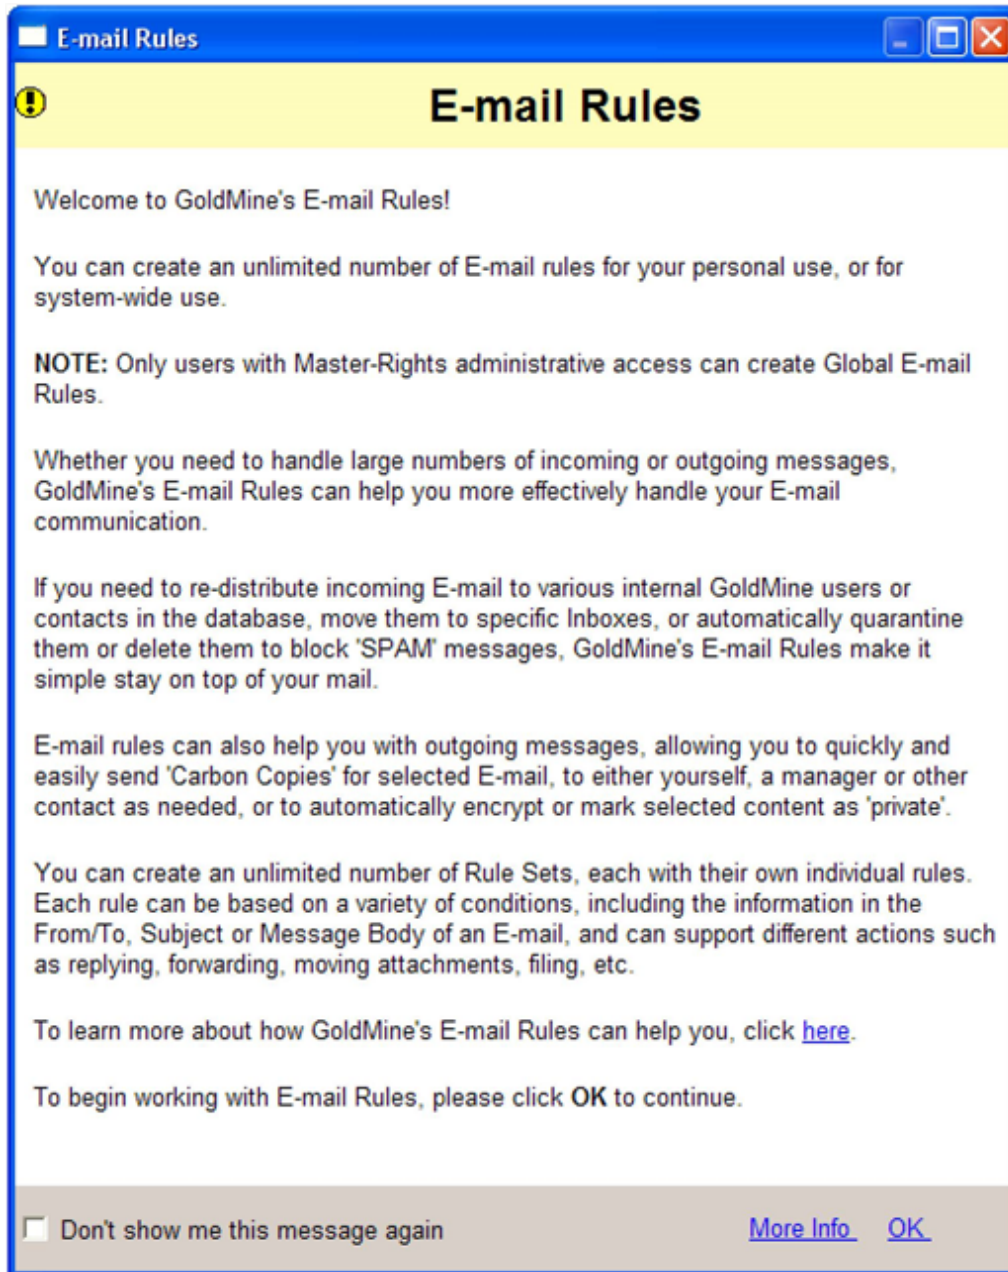 E-mail Rules
E-mail Rules
Welcome to GoldMine's E-mail Rules!
You can create an unlimited number of E-mail rules for your personal use, or for
system-wide use.
NOTE: Only users with Master-Rights administrative access can create Global E-mail
Rules.
Whether you need to handle large numbers of incoming or outgoing messages,
GoldMine's E-mail Rules can help you more effectively handle your E-mail
communication.
If you need to re-distribute incoming E-mail to various internal GoldMine users or
contacts in the database, move them to specific Inboxes, or automatically quarantine
them or delete them to block 'SPAM' messages, GoldMine's E-mail Rules make it
simple stay on top of your mail.
E-mail rules can also help you with outgoing messages, allowing you to quickly and
easily send 'Carbon Copies' for selected E-mail, to either yourself, a manager or other
contact as needed, or to automatically encrypt or mark selected content as 'private'.
You can create an unlimited number of Rule Sets, each with their own individual rules.
Each rule can be based on a variety of conditions, including the information in the
From/To, Subject or Message Body of an E-mail, and can support different actions such
as replying, forwarding, moving attachments, filing, etc.
To learn more about how GoldMine's E-mail Rules can help you, click here.
To begin working with E-mail Rules, please click OK to continue.
Don't show me this message again More Info OK